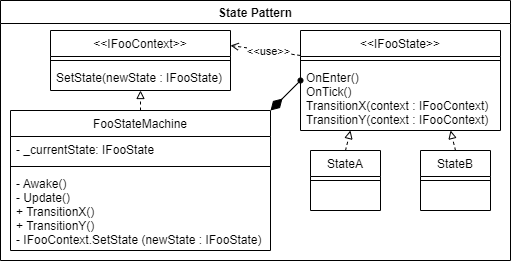 State Pattern
<<IFooContext>>
SetState(newState : IFooState)
<<use>>
<<IFooState>>
OnEnter()
OnTick()
TransitionX(context : IFooContext)
TransitionY(context : IFooContext)
FooStateMachine
- _currentState: IFooState
- Awake()
- Update()
+ TransitionX()
+ TransitionY()
- IFooContext.SetState (newState : IFooState)
StateA
StateB